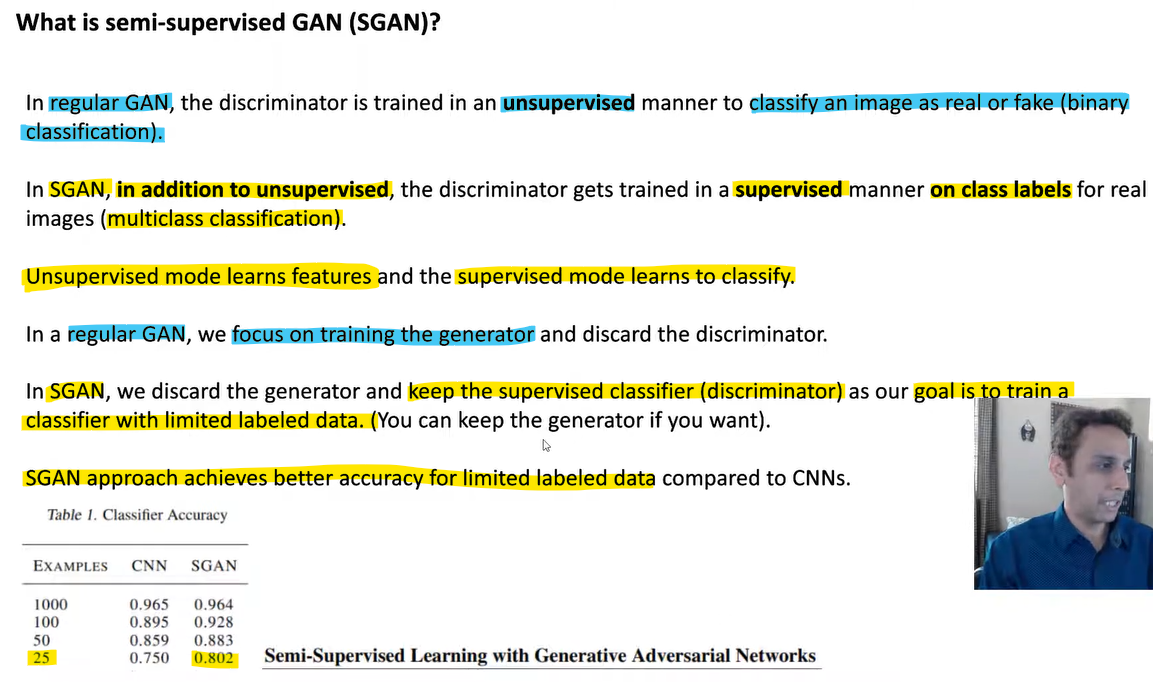 What is semi-supervised GAN (SGAN)?
In regular GAN, the discriminator is trained in an unsupervised manner to classify an image as real or fake (binary
classification).
In SGAN, in addition to unsupervised, the discriminator gets trained in a supervised manner on class labels for real
images (multiclass classification).
Unsupervised mode learns features and the supervised mode learns to classify.
In a regular GAN, we focus on training the generator and discard the discriminator.
In SGAN, we discard the generator and keep the supervised classifier (discriminator) as our goal is to train a
classifier with limited labeled data. (You can keep the generator if you want).
SGAN approach achieves better accuracy for limited labeled data compared to CNNs.
Table 1. Classifier Accuracy
EXAMPLES CNN SGAN
1000 0.965 0.964
100 0.895 0.928
50 0.859 0.883
25 0.750 0.802
Semi-Supervised Learning with Generative Adversarial Networks